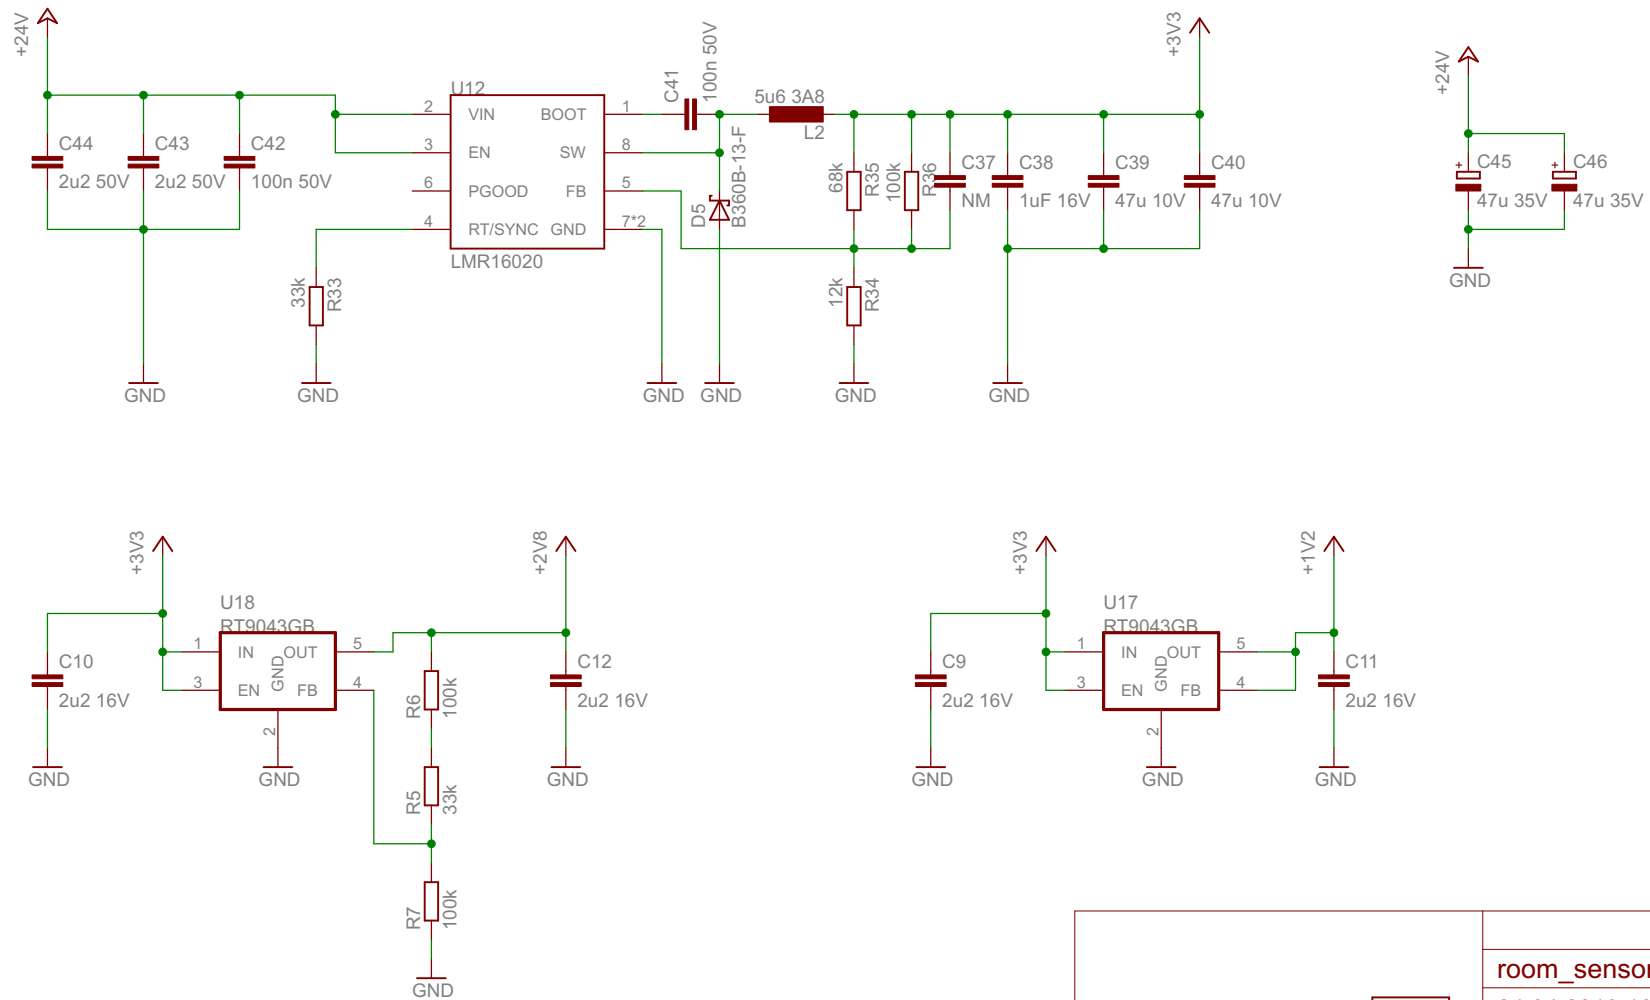 +24V
C44
2u2 50V
C43
2u2 50V
C42
100n 50V
GND
33k
R33
GND
U12
2
VIN
3
EN
6
PGOOD
4
RT/SYNC
BOOT
1
SW
8
FB
5
GND
7*2
LMR16020
GND
C41
100n 50V
D5
B360B-13-F
GND
5u6 3A8
L2
68k
R35
100k
R36
C37
NM
12k
R34
GND
C38
1uF 16V
C39
47u 10V
C40
47u 10V
GND
+3V3
+24V
+
C45
47u 35V
+
C46
47u 35V
GND
+3V3
C10
2u2 16V
GND
U18
RT9043GB
1
IN
3
EN
GND
2
OUT
5
FB
4
GND
R6
100k
R5
33k
R7
100k
GND
+2V8
C12
2u2 16V
GND
+3V3
C9
2u2 16V
GND
U17
RT9043GB
1
IN
3
EN
GND
2
OUT
5
FB
4
GND
+1V2
C11
2u2 16V
GND
room_sensor